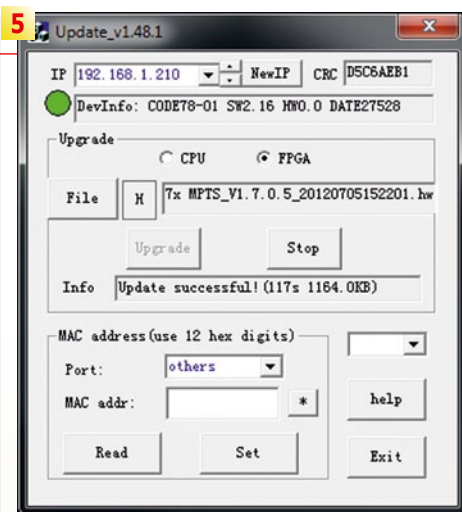 5
Update_v1.48.1
IP 192.168.1.210 NewIP CRC D5C6AEB1
DevInfo: CODE78-01 SW2.16 HW0.0 DATE27528
Upgrade
CPU FPGA
File H 7x MPTS_V1.7.0.5_20120705152201.hw
Upgrade Stop
Info Update successful! (117s 1164.0KB)
MAC address(use 12 hex digits)
Port: others
MAC addr: * help
Read Set Exit